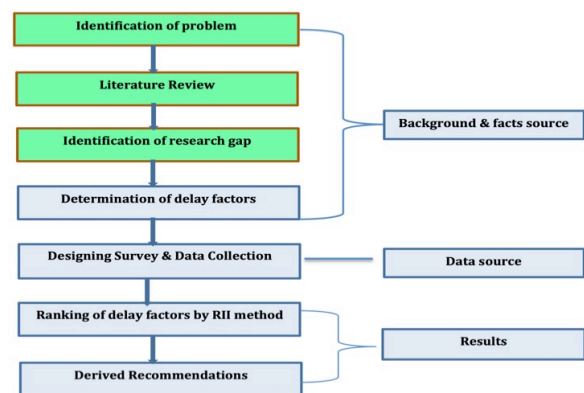 Identification of problem
Literature Review
Identification of research gap
Background & facts source
Determination of delay factors
Designing Survey & Data Collection
Data source
Ranking of delay factors by RII method
Results
Derived Recommendations